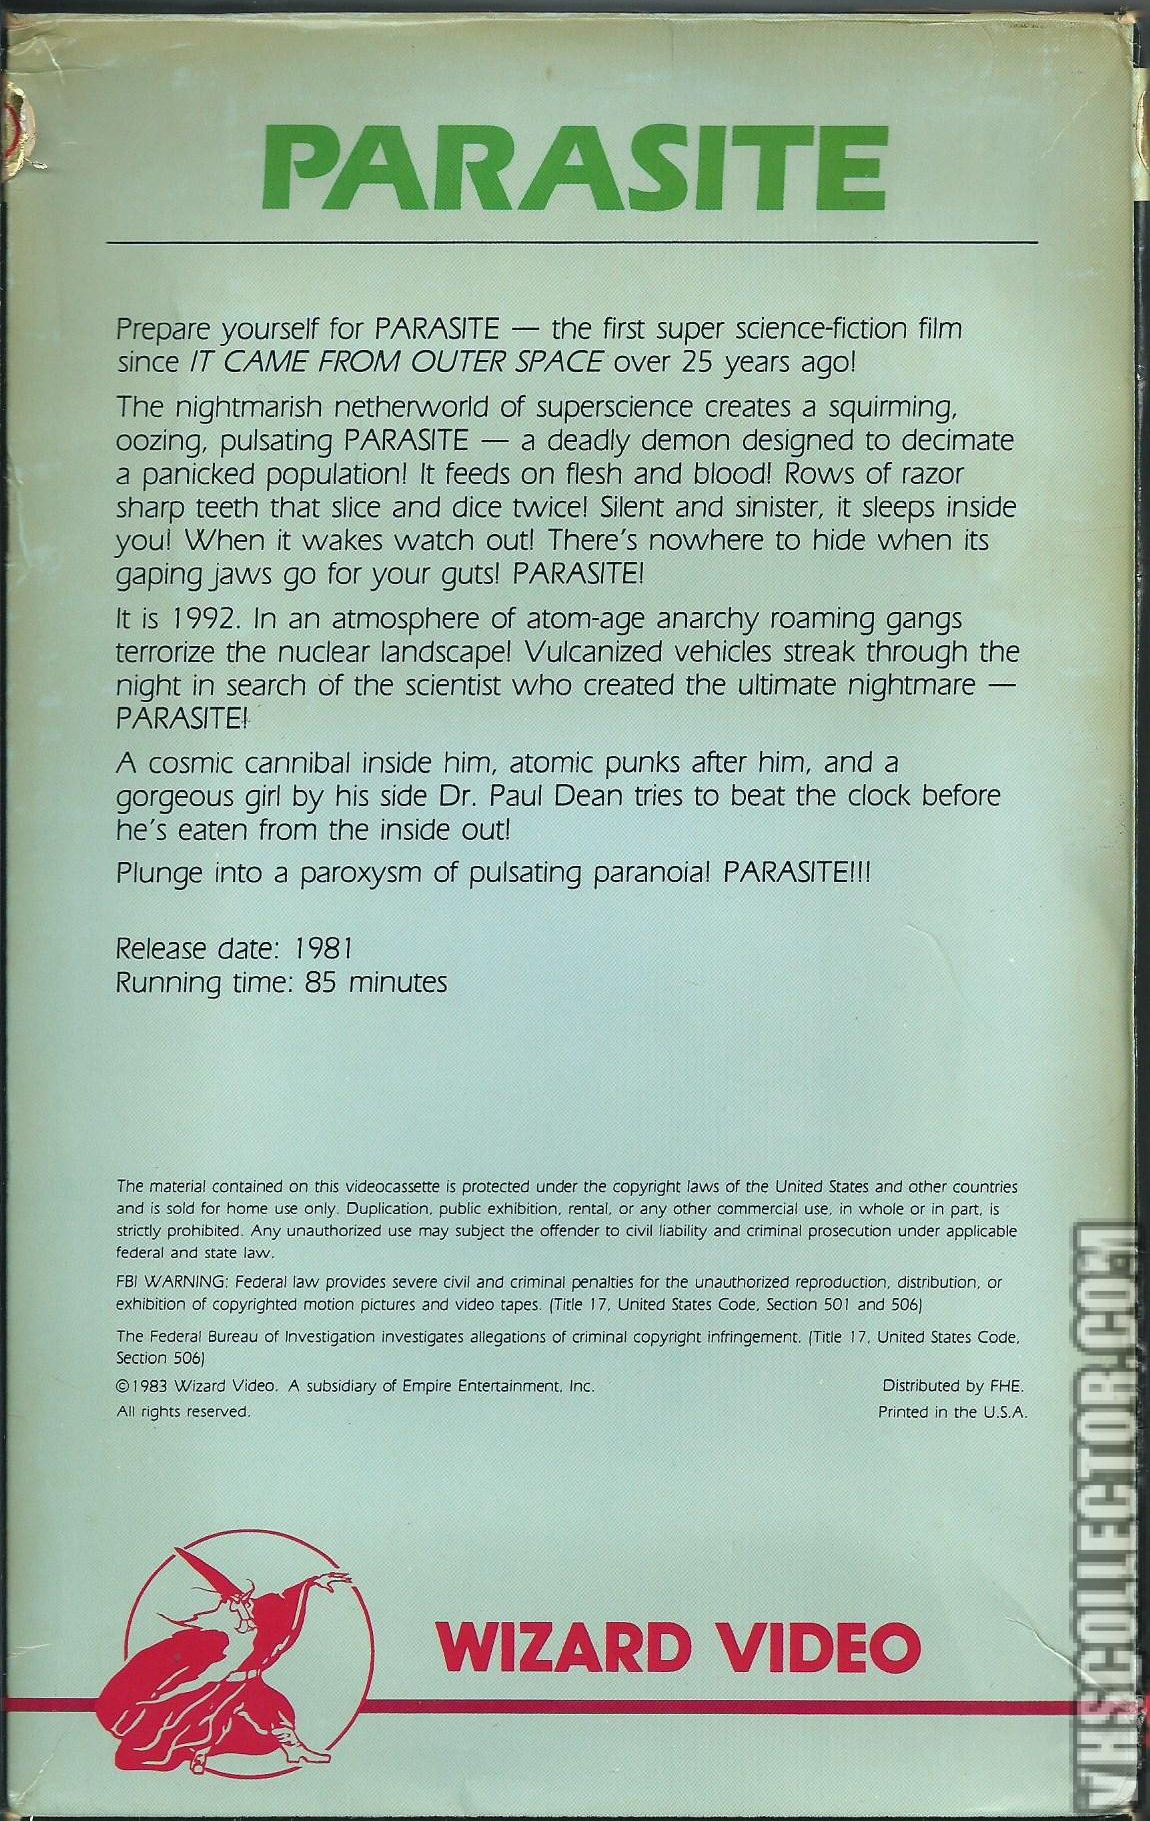 PARASITE
Prepare yourself for PARASITE — the first super science-fiction film
since IT CAME FROM OUTER SPACE over 25 years ago!
The nightmarish netherworld of superscience creates a squirming,
oozing, pulsating PARASITE — a deadly demon designed to decimate
a panicked population! It feeds on flesh and blood! Rows of razor
sharp teeth that slice and dice twice! Silent and sinister, it sleeps inside
you! When it wakes watch out! There's nowhere to hide when its
gaping jaws go for your guts! PARASITE!
It is 1992. In an atmosphere of atom-age anarchy roaming gangs
terrorize the nuclear landscape! Vulcanized vehicles streak through the
night in search of the scientist who created the ultimate nightmare —
PARASITE!
A cosmic cannibal inside him, atomic punks after him, and a
gorgeous girl by his side Dr. Paul Dean tries to beat the clock before
he's eaten from the inside out!
Plunge into a paroxysm of pulsating paranoia! PARASITE!!!
Release date: 1981
Running time: 85 minutes
The material contained on this videocassette is protected under the copyright laws of the United States and other countries
and is sold for home use only. Duplication, public exhibition, rental, or any other commercial use, in whole or in part, is
strictly prohibited. Any unauthorized use may subject the offender to civil liability and criminal prosecution under applicable
federal and state law.
FBI WARNING: Federal law provides severe civil and criminal penalties for the unauthorized reproduction, distribution, or
exhibition of copyrighted motion pictures and video tapes. (Title 17, United States Code, Section 501 and 506)
The Federal Bureau of Investigation investigates allegations of criminal copyright infringement. (Title 17, United States Code,
Section 506)
©1983 Wizard Video. A subsidiary of Empire Entertainment, Inc.
Distributed by FHE.
All rights reserved.
Printed in the U.S.A.
WIZARD VIDEO
VHSCOLLECTOR.COM